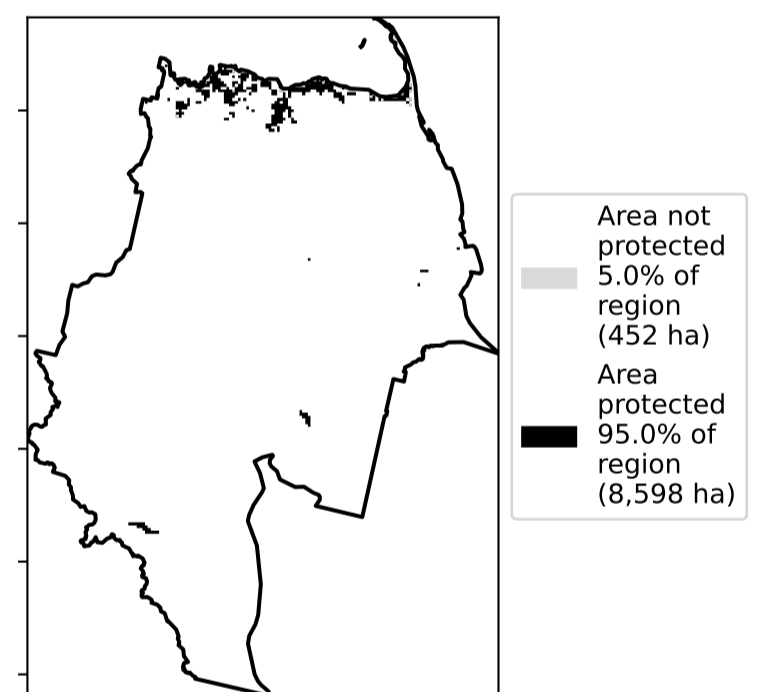 Area not
protected
5.0% of
region
(452 ha)
Area
protected
95.0% of
region
(8,598 ha)